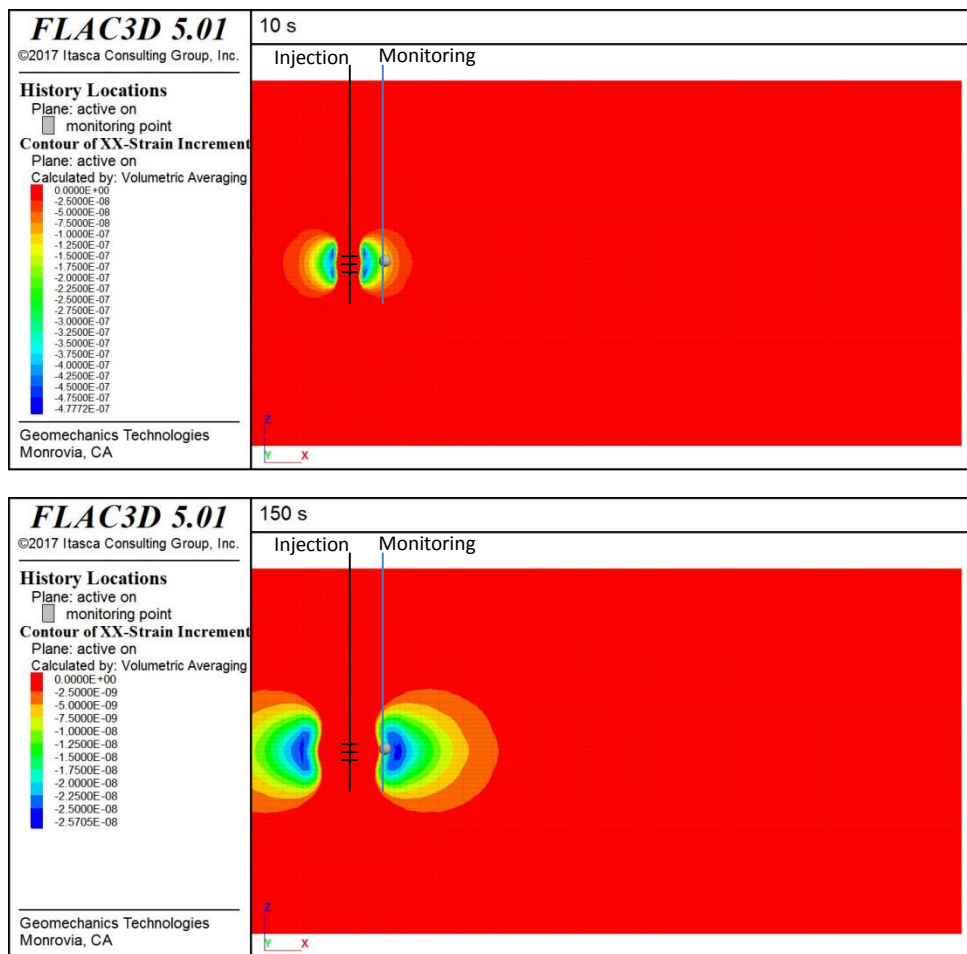 FLAC3D 5.01
©2017 Itasca Consulting Group, Inc.
History Locations
Plane: active on
monitoring point
Contour of XX-Strain Increment
Plane: active on
Calculated by: Volumetric Averaging
0.0000E+00
-2.5000E-08
-5.0000E-08
-7.5000E-08
-1.0000E-07
-1.2500E-07
-1.5000E-07
-1.7500E-07
-2.0000E-07
-2.2500E-07
-2.5000E-07
-2.7500E-07
-3.0000E-07
-3.2500E-07
-3.5000E-07
-3.7500E-07
-4.0000E-07
-4.2500E-07
-4.5000E-07
-4.7500E-07
-4.7772E-07
Geomechanics Technologies
Monrovia, CA
10 s
Injection Monitoring
Z
Y X
FLAC3D 5.01
©2017 Itasca Consulting Group, Inc.
History Locations
Plane: active on
monitoring point
Contour of XX-Strain Increment
Plane: active on
Calculated by: Volumetric Averaging
0.0000E+00
-2.5000E-09
-5.0000E-09
-7.5000E-09
-1.0000E-08
-1.2500E-08
-1.5000E-08
-1.7500E-08
-2.0000E-08
-2.2500E-08
-2.5000E-08
-2.5705E-08
Geomechanics Technologies
Monrovia, CA
150 s
Injection Monitoring
Z
Y X